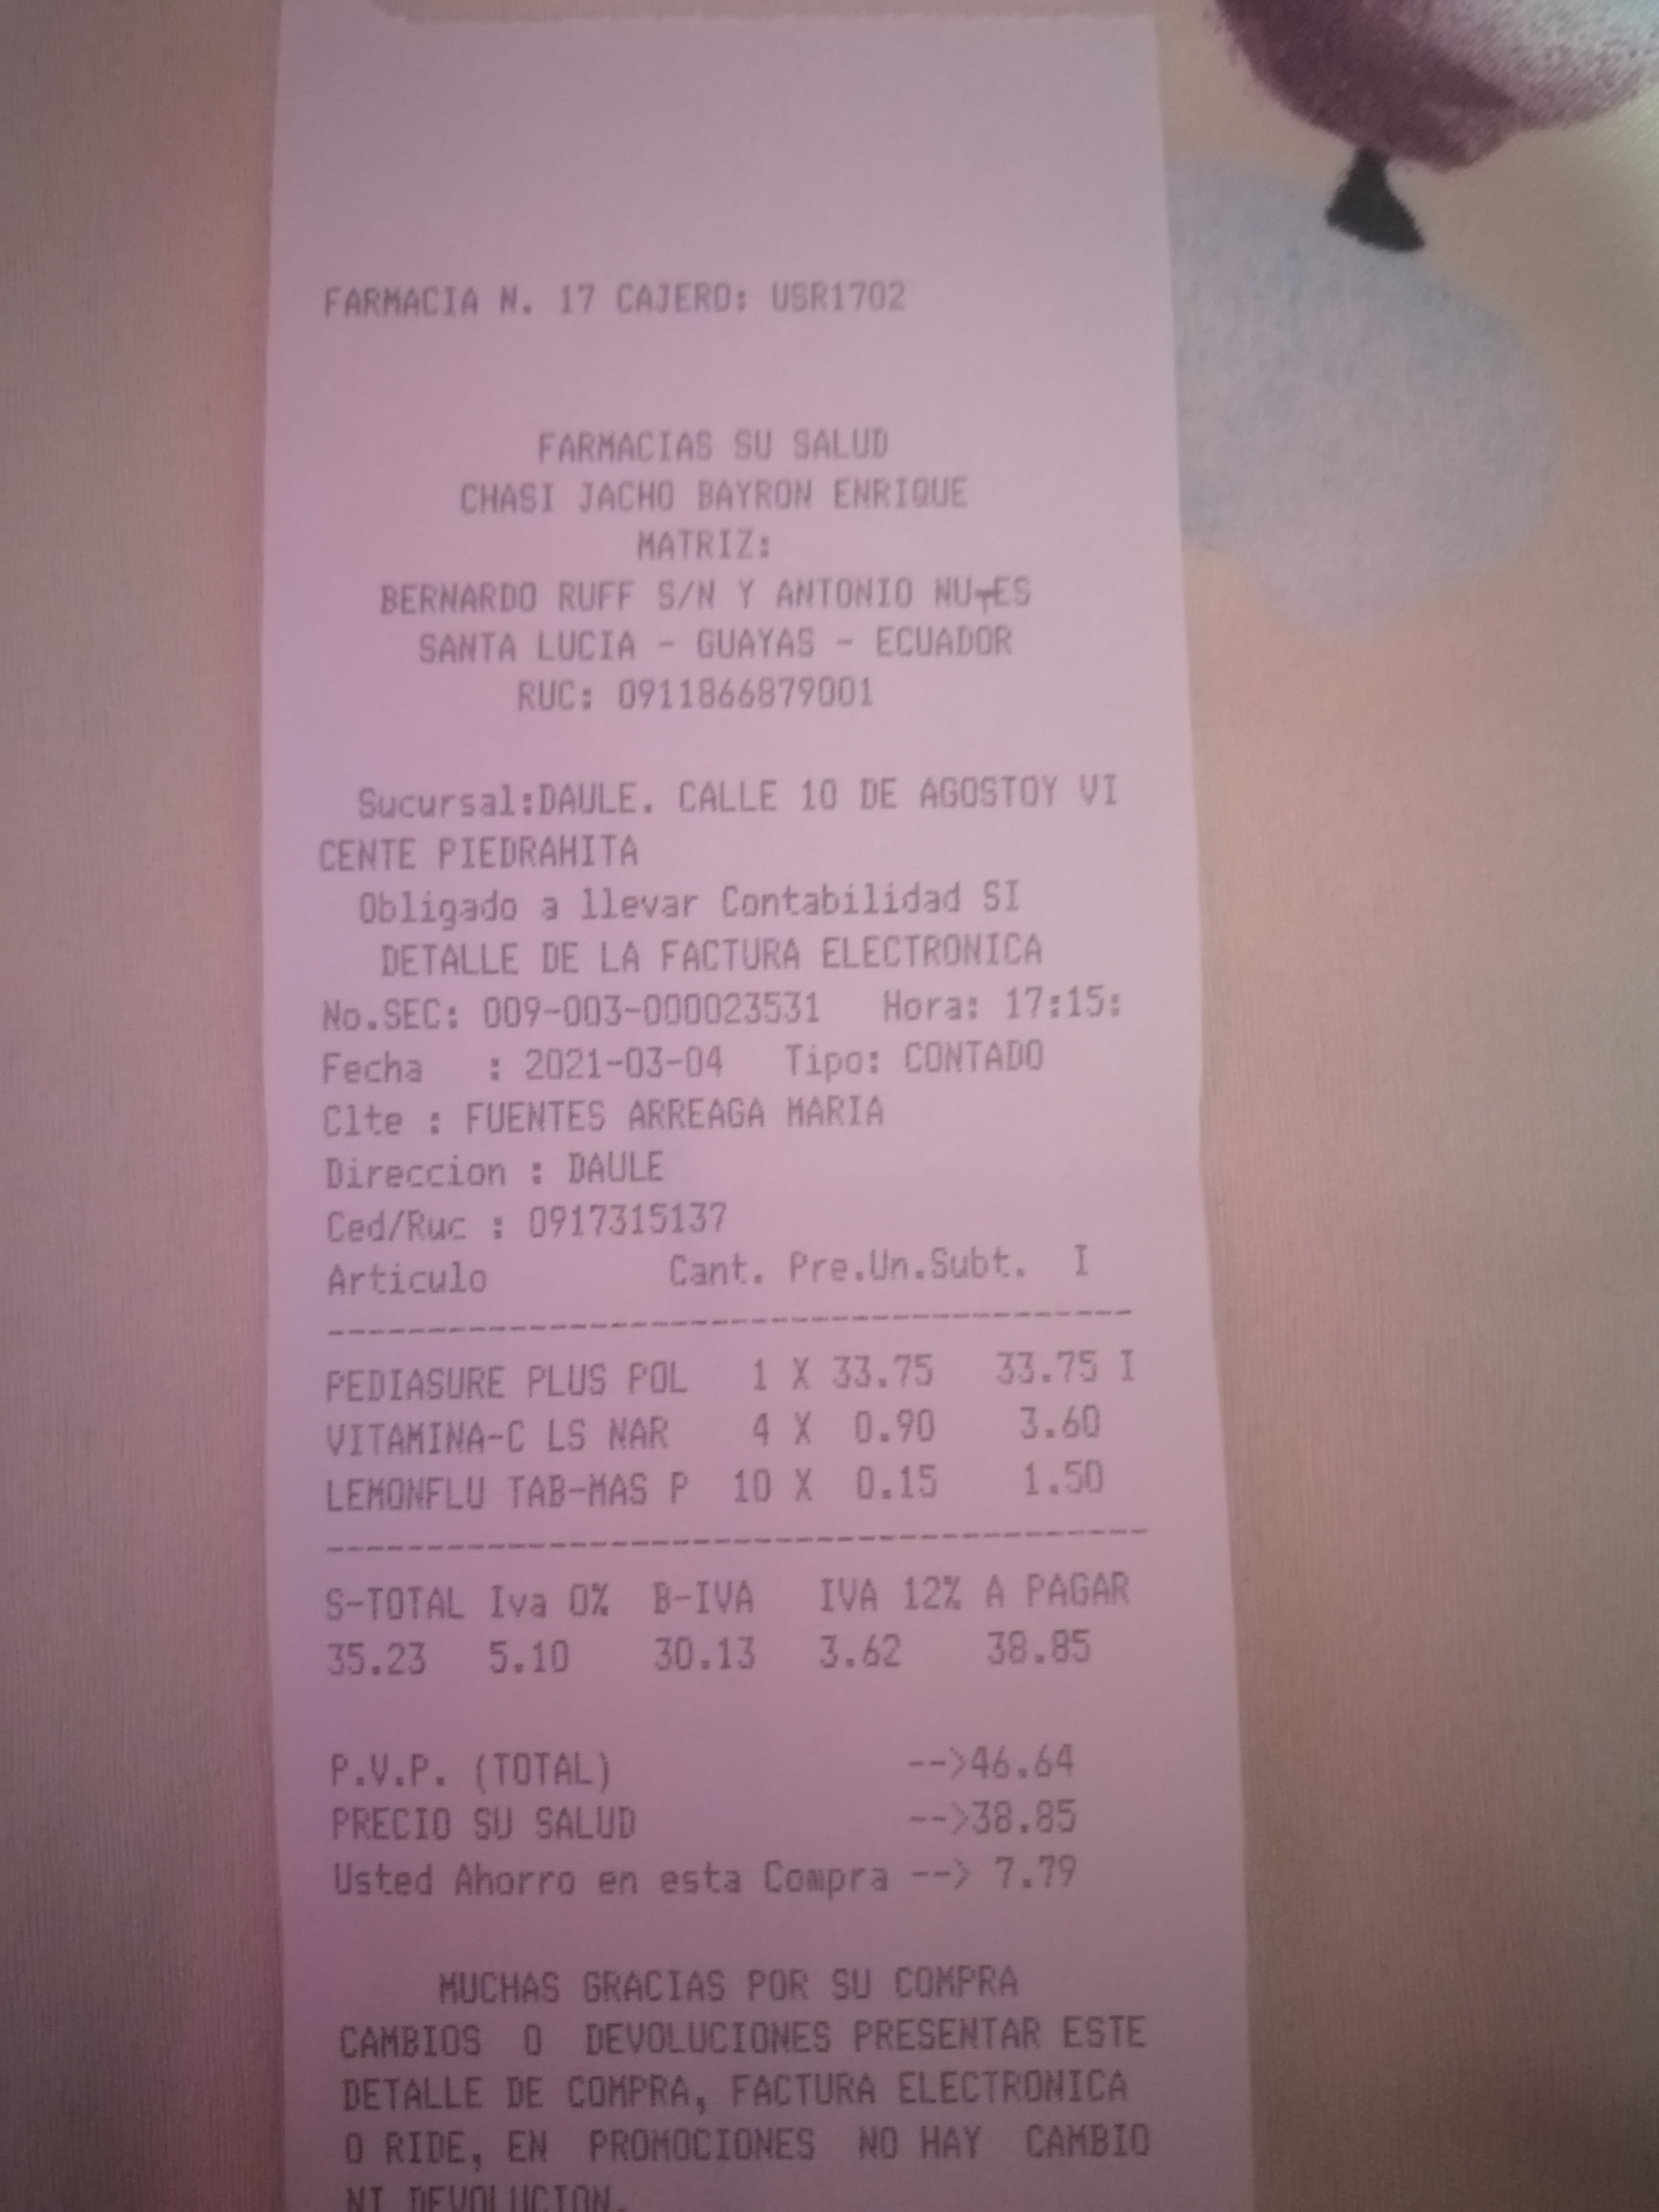 FARMACIA N. 17 CAJERO: USR1702
FARMACIAS SU SALUD
CHASI JACHO BAYRON ENRIQUE
MATRIZ:
BERNARDO RUFF S/N Y ANTONIO NU┬ES
SANTA LUCIA - GUAYAS - ECUADOR
RUC: 0911866879001
Sucursal:DAULE. CALLE 10 DE AGOSTOY VI
CENTE PIEDRAHITA
Obligado a llevar Contabilidad SI
DETALLE DE LA FACTURA ELECTRONICA
No.SEC: 009-003-000023531 Hora: 17:15:
Fecha : 2021-03-04 Tipo: CONTADO
Clte : FUENTES ARREAGA MARIA
Direccion : DAULE
Ced/Ruc : 0917315137
Articulo Cant. Pre.Un.Subt. I
----------------------------------------
PEDIASURE PLUS POL 1 X 33.75 33.75 I
VITAMINA-C LS NAR 4 X 0.90 3.60
LEMONFLU TAB-MAS P 10 X 0.15 1.50
----------------------------------------
S-TOTAL Iva 0% B-IVA IVA 12% A PAGAR
35.23 5.10 30.13 3.62 38.85
P.V.P. (TOTAL) -->46.64
PRECIO SU SALUD -->38.85
Usted Ahorro en esta Compra --> 7.79
MUCHAS GRACIAS POR SU COMPRA
CAMBIOS O DEVOLUCIONES PRESENTAR ESTE
DETALLE DE COMPRA, FACTURA ELECTRONICA
O RIDE, EN PROMOCIONES NO HAY CAMBIO
NI DEVOLUCION.